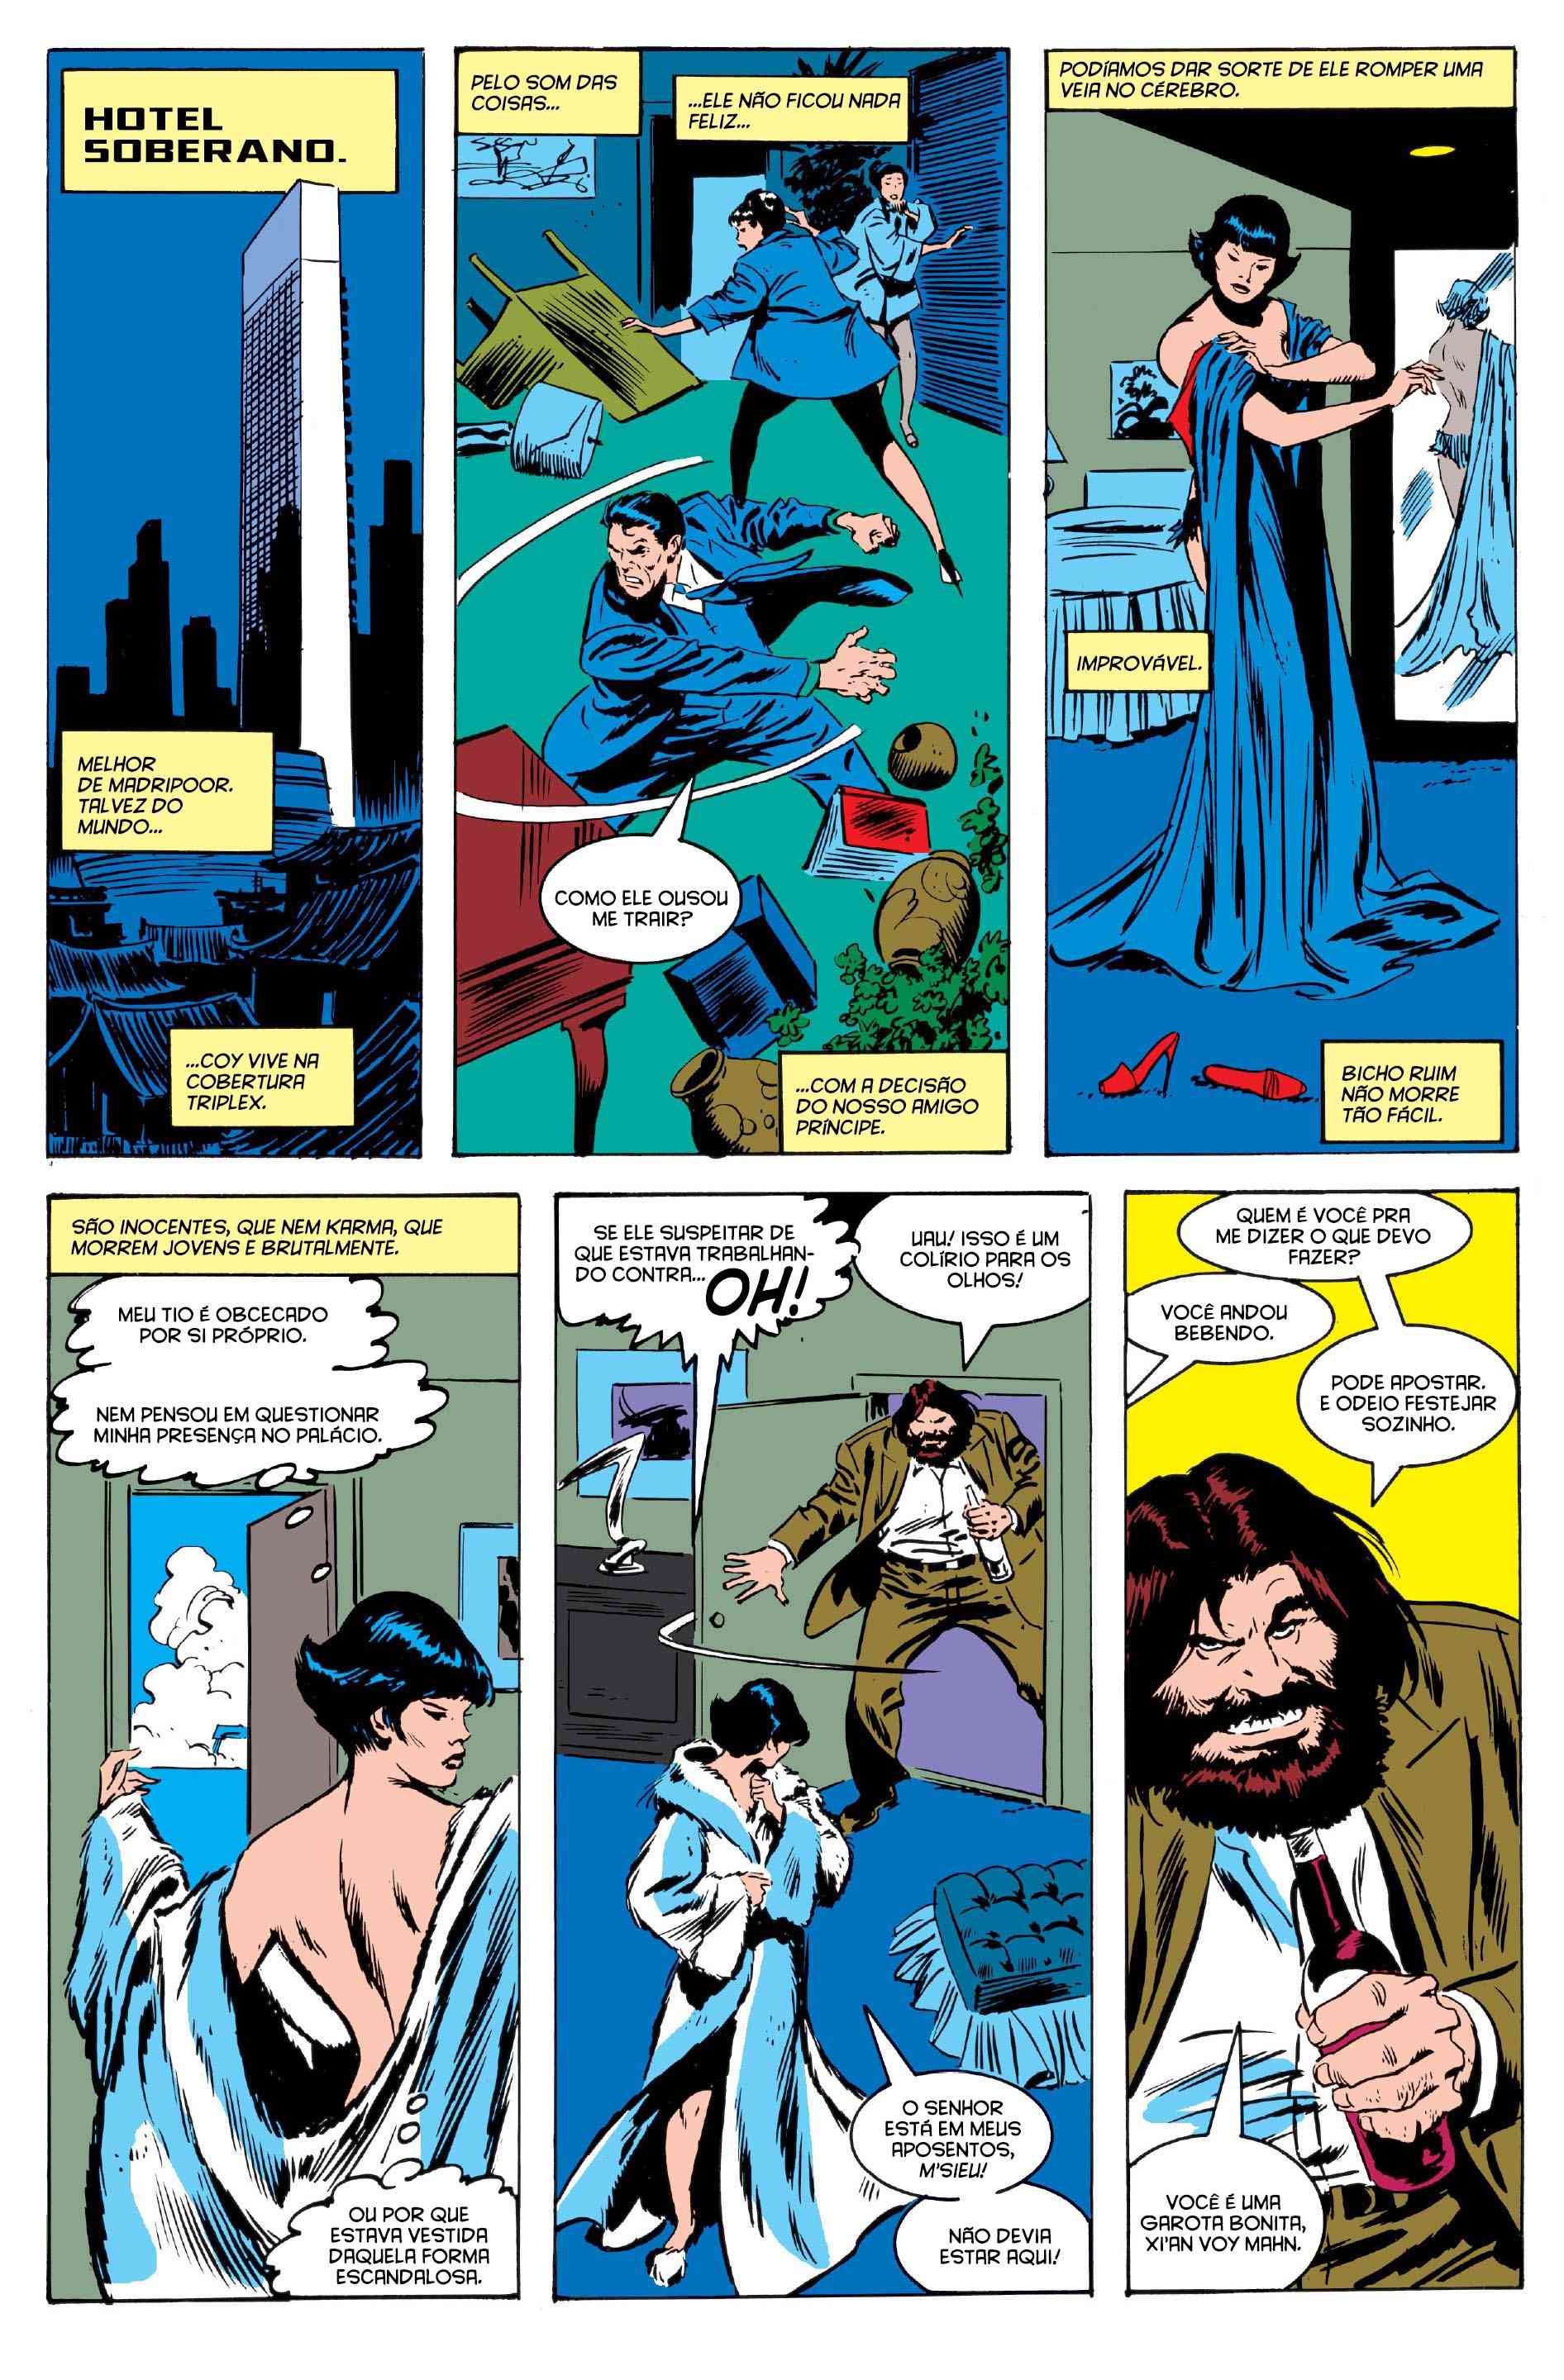 HOTEL
SOBERANO.
MELHOR
DE MADRIPOOR.
TALVEZ DO
MUNDO...
...COY VIVE NA
COBERTURA
TRIPLEX.
PELO SOM DAS
COISAS...
...ELE NÃO FICOU NADA
FELIZ...
COMO ELE OUSOU
ME TRAIR?
...COM A DECISÃO
DO NOSSO AMIGO
PRÍNCIPE.
PODÍAMOS DAR SORTE DE ELE ROMPER UMA
VEIA NO CÉREBRO.
IMPROVÁVEL.
BICHO RUIM
NÃO MORRE
TÃO FÁCIL.
SÃO INOCENTES, QUE NEM KARMA, QUE
MORREM JOVENS E BRUTALMENTE.
MEU TIO É OBCECADO
POR SI PRÓPRIO.
NEM PENSOU EM QUESTIONAR
MINHA PRESENÇA NO PALÁCIO.
OU POR QUE
ESTAVA VESTIDA
DAQUELA FORMA
ESCANDALOSA.
SE ELE SUSPEITAR DE
QUE ESTAVA TRABALHAN-
DO CONTRA... OH!
UAU! ISSO É UM
COLÍRIO PARA OS
OLHOS!
O SENHOR
ESTÁ EM MEUS
APOSENTOS,
M'SIEU!
NÃO DEVIA
ESTAR AQUI!
QUEM É VOCÊ PRA
ME DIZER O QUE DEVO
FAZER?
VOCÊ ANDOU
BEBENDO.
PODE APOSTAR.
E ODEIO FESTEJAR
SOZINHO.
VOCÊ É UMA
GAROTA BONITA,
XI'AN VOY MAHN.